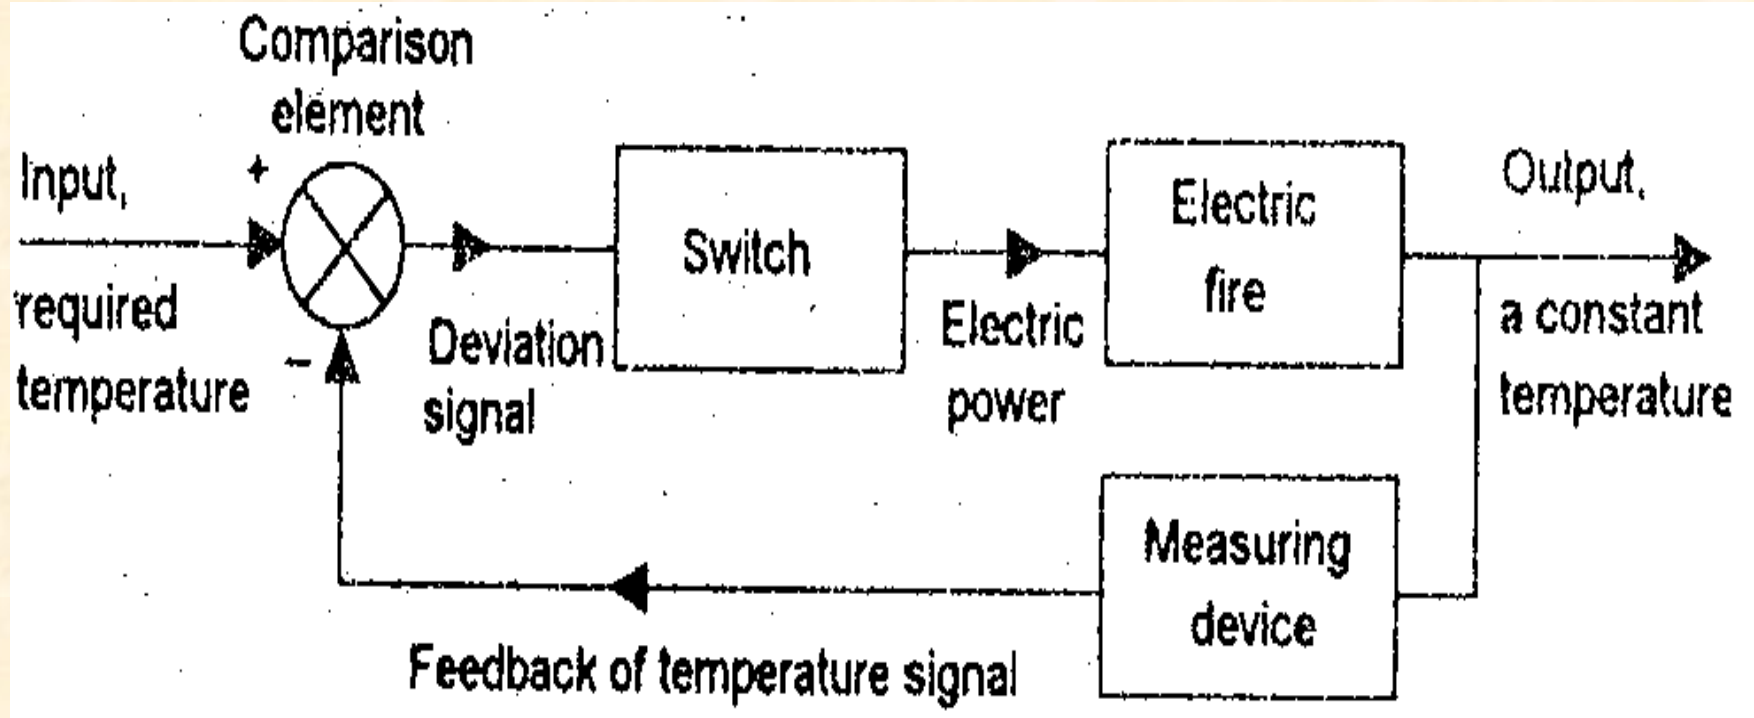 Comparison
element
Input,
+
required
temperature
−
Deviation
signal
Switch
Electric
power
Electric
fire
Output,
a constant
temperature
Measuring
device
Feedback of temperature signal